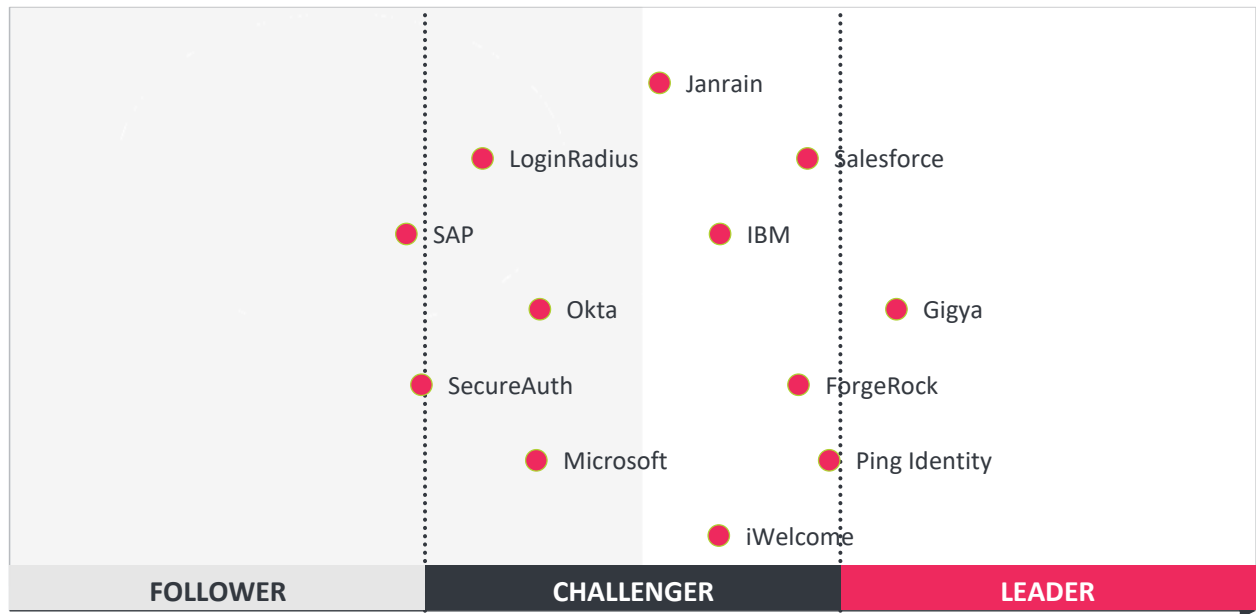 Janrain
LoginRadius
Salesforce
SAP
IBM
Okta
Gigya
SecureAuth
ForgeRock
Microsoft
Ping Identity
iWelcome
FOLLOWER
CHALLENGER
LEADER